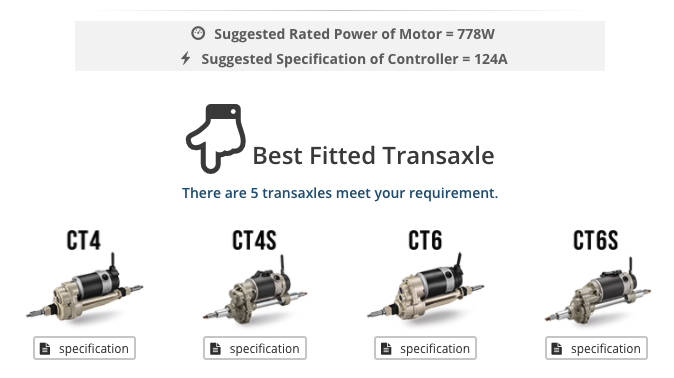 Suggested Rated Power of Motor = 778W
Suggested Specification of Controller = 124A
Best Fitted Transaxle
There are 5 transaxles meet your requirement.
CT4 CT4S CT6 CT6S
specification specification specification specification